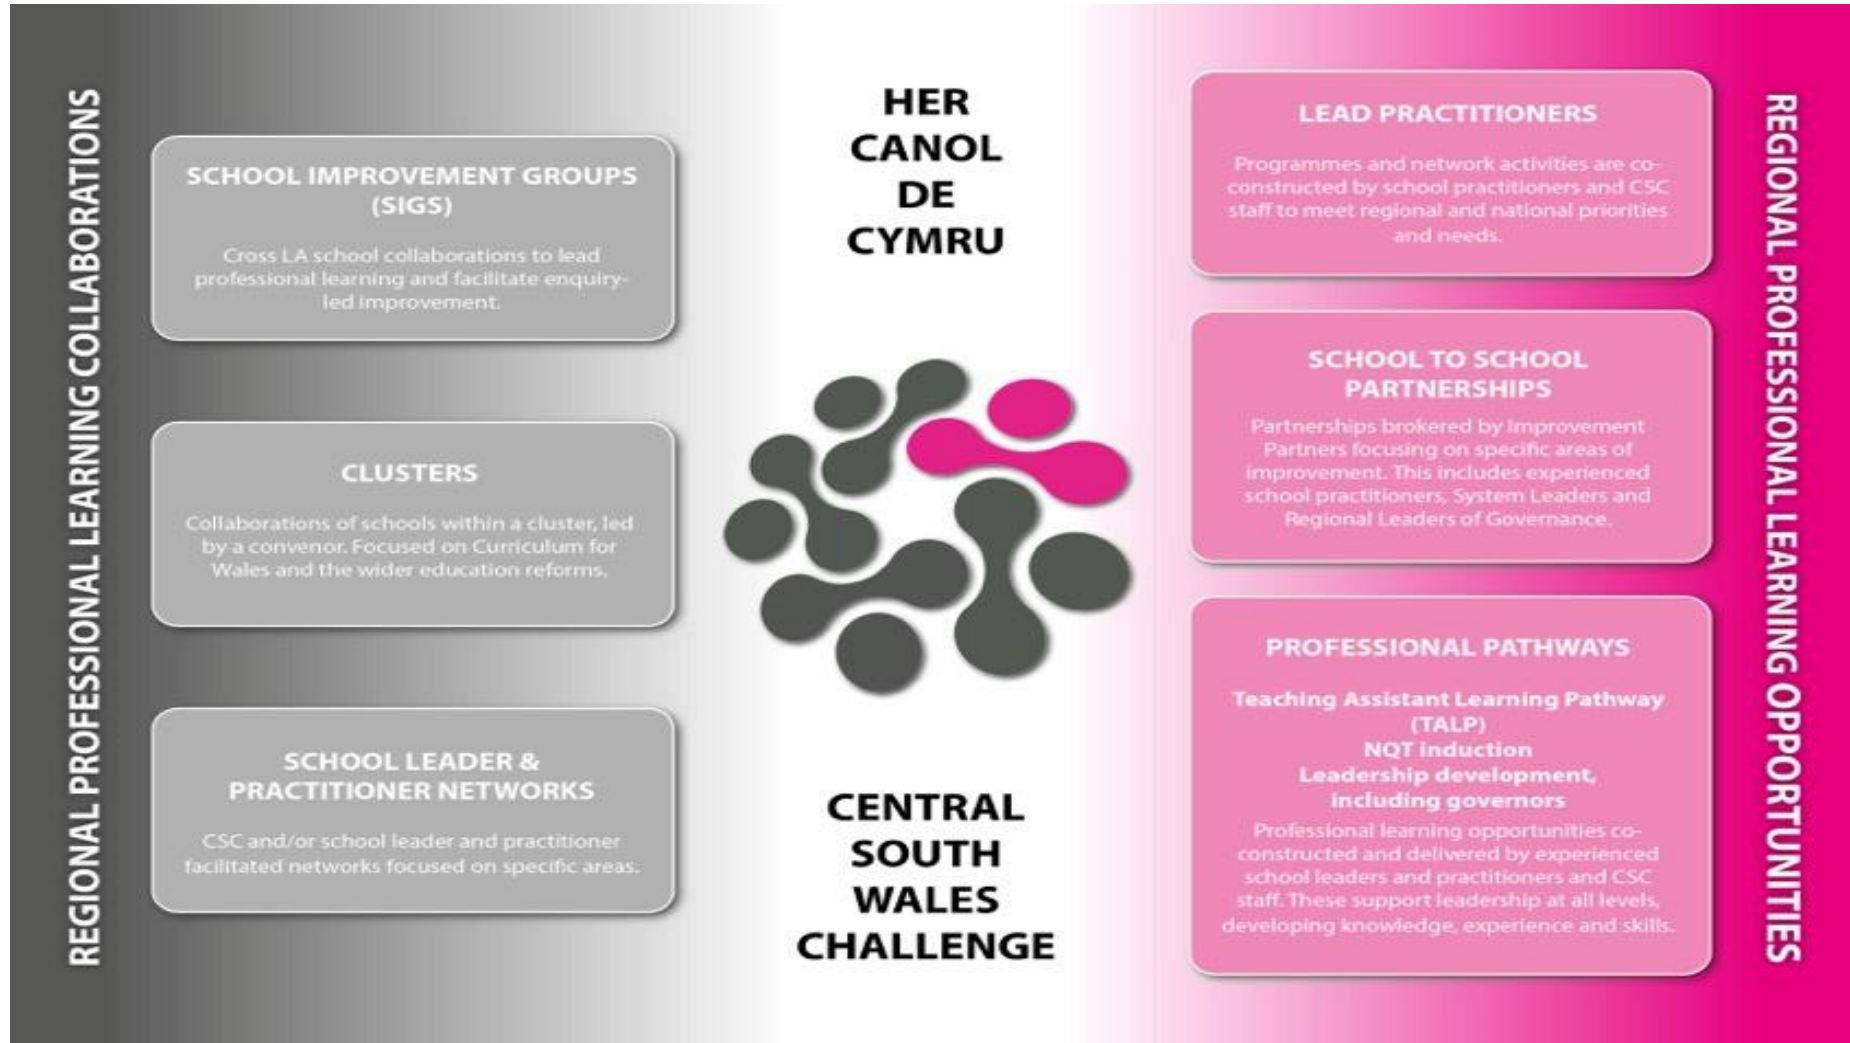 REGIONAL PROFESSIONAL LEARNING COLLABORATIONS
SCHOOL IMPROVEMENT GROUPS
(SIGS)
Cross LA school collaborations to lead
professional learning and facilitate enquiry-
led improvement.
CLUSTERS
Collaborations of schools within a cluster, led
by a convenor. Focused on Curriculum for
Wales and the wider education reforms.
SCHOOL LEADER &
PRACTITIONER NETWORKS
CSC and/or school leader and practitioner
facilitated networks focused on specific areas.
HER
CANOL
DE
CYMRU
CENTRAL
SOUTH
WALES
CHALLENGE
LEAD PRACTITIONERS
Programmes and network activities are co-
constructed by school practitioners and CSC
staff to meet regional and national priorities
and needs.
SCHOOL TO SCHOOL
PARTNERSHIPS
Partnerships brokered by Improvement
Partners focusing on specific areas of
improvement. This includes experienced
school practitioners, System Leaders and
Regional Leaders of Governance.
PROFESSIONAL PATHWAYS
Teaching Assistant Learning Pathway
(TALP)
NQT induction
Leadership development,
including governors
Professional learning opportunities co-
constructed and delivered by experienced
school leaders and practitioners and CSC
staff. These support leadership at all levels,
developing knowledge, experience and skills.
REGIONAL PROFESSIONAL LEARNING OPPORTUNITIES